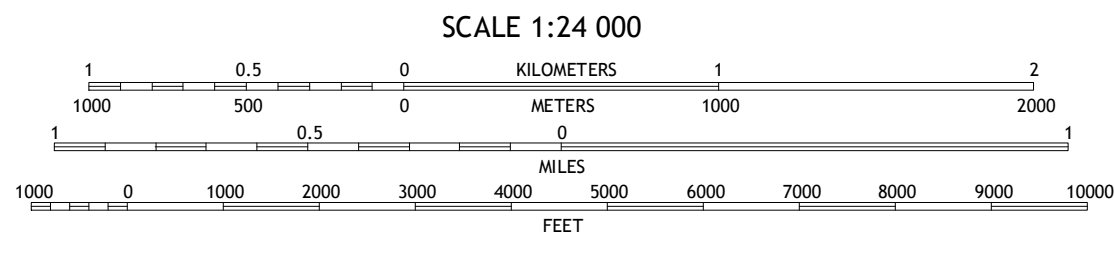 SCALE 1:24 000
1 0.5 0 KILOMETERS 1 2
1000 500 0 METERS 1000 2000
1 0.5 0 1
MILES
1000 0 1000 2000 3000 4000 5000 6000 7000 8000 9000 10000
FEET